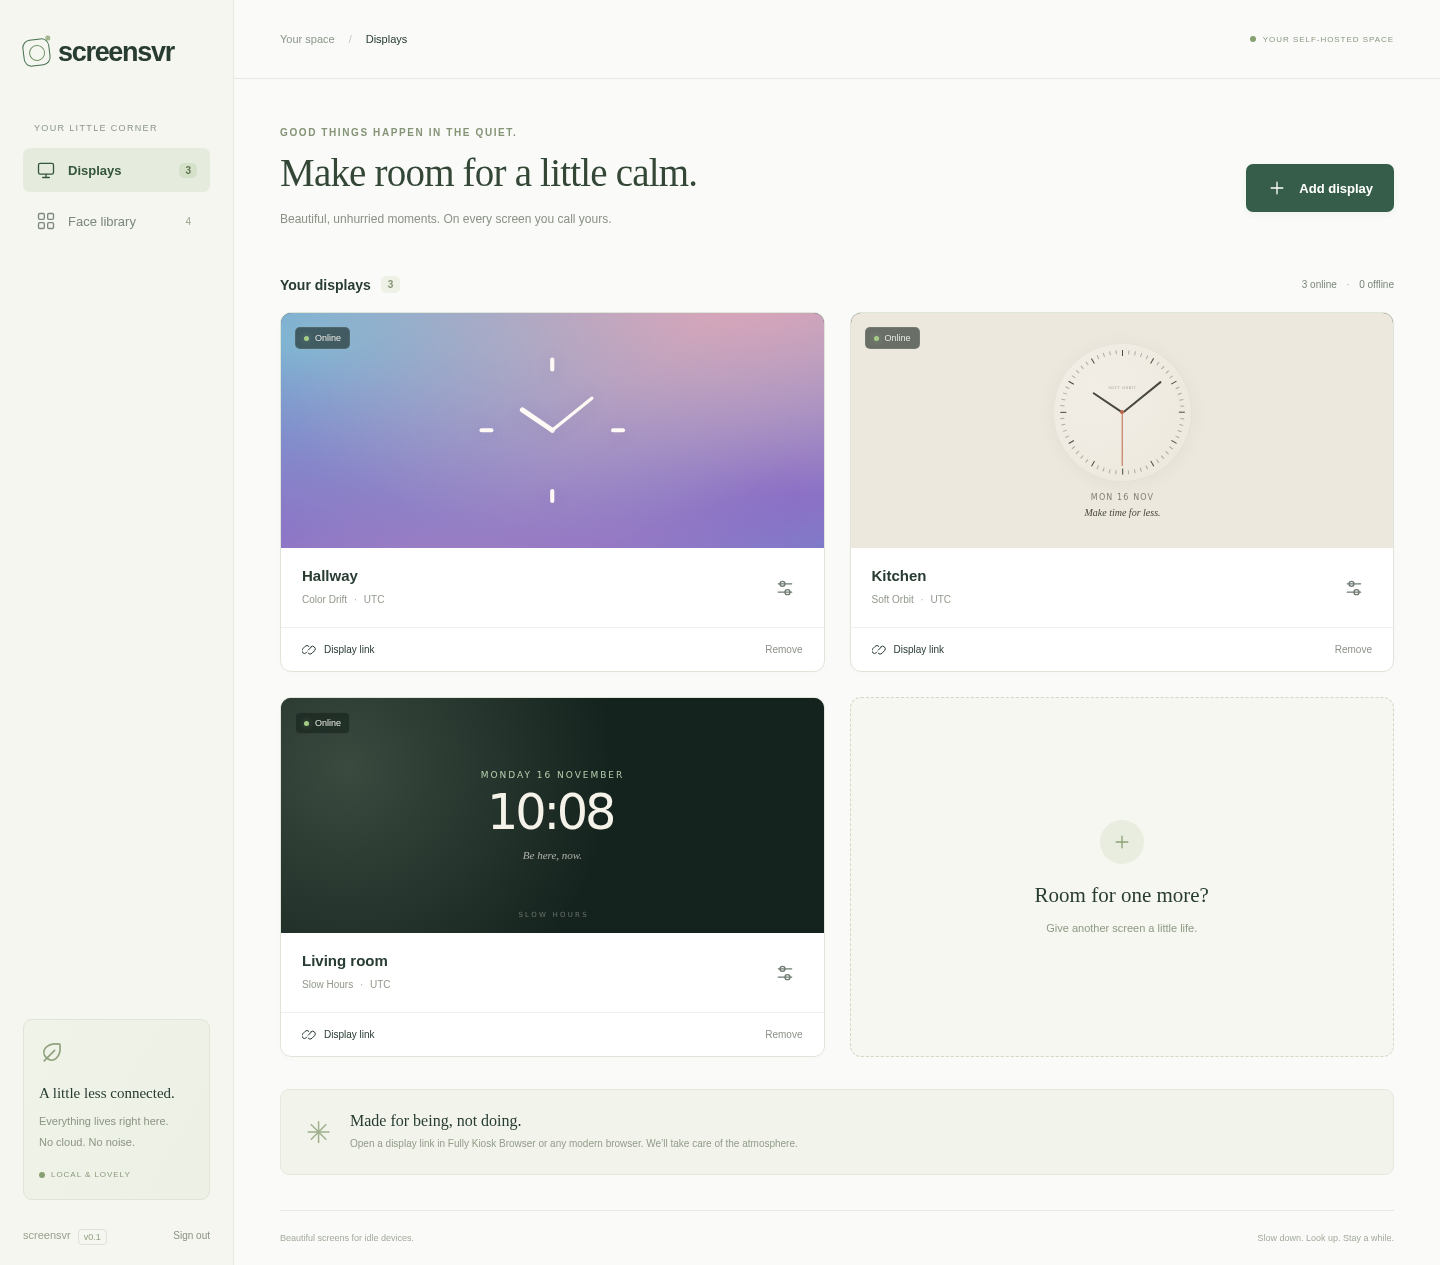 screensvr
YOUR LITTLE CORNER
Displays 3
Face library 4
A little less connected.
Everything lives right here.
No cloud. No noise.
LOCAL & LOVELY
screensvr v0.1 Sign out
Your space / Displays
YOUR SELF-HOSTED SPACE
GOOD THINGS HAPPEN IN THE QUIET.
Make room for a little calm.
Beautiful, unhurried moments. On every screen you call yours.
Add display
Your displays 3
3 online · 0 offline
Online
Hallway
Color Drift · UTC
Display link
Remove
Online
SOFT ORBIT
MON 16 NOV
Make time for less.
Kitchen
Soft Orbit · UTC
Display link
Remove
Online
MONDAY 16 NOVEMBER
10:08
Be here, now.
SLOW HOURS
Living room
Slow Hours · UTC
Display link
Remove
Room for one more?
Give another screen a little life.
Made for being, not doing.
Open a display link in Fully Kiosk Browser or any modern browser. We'll take care of the atmosphere.
Beautiful screens for idle devices.
Slow down. Look up. Stay a while.